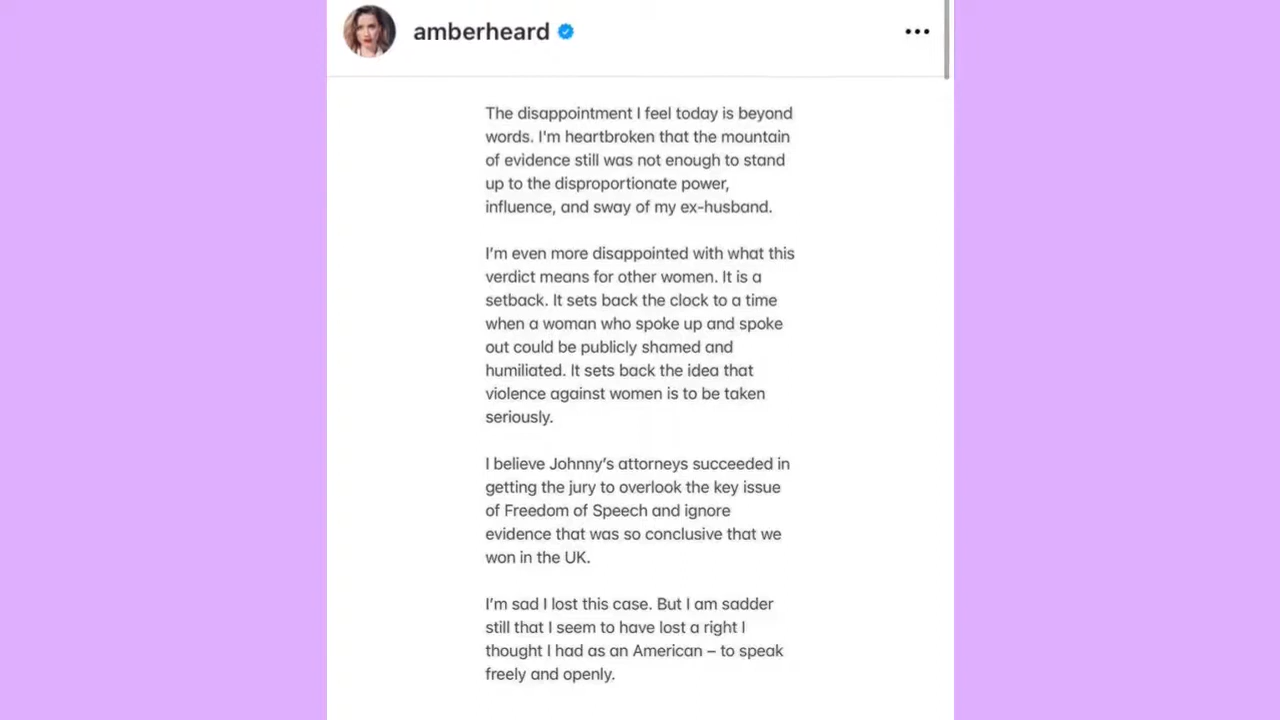 amberheard
The disappointment I feel today is beyond
words. I'm heartbroken that the mountain
of evidence still was not enough to stand
up to the disproportionate power,
influence, and sway of my ex-husband.
I’m even more disappointed with what this
verdict means for other women. It is a
setback. It sets back the clock to a time
when a woman who spoke up and spoke
out could be publicly shamed and
humiliated. It sets back the idea that
violence against women is to be taken
seriously.
I believe Johnny’s attorneys succeeded in
getting the jury to overlook the key issue
of Freedom of Speech and ignore
evidence that was so conclusive that we
won in the UK.
I’m sad I lost this case. But I am sadder
still that I seem to have lost a right I
thought I had as an American – to speak
freely and openly.